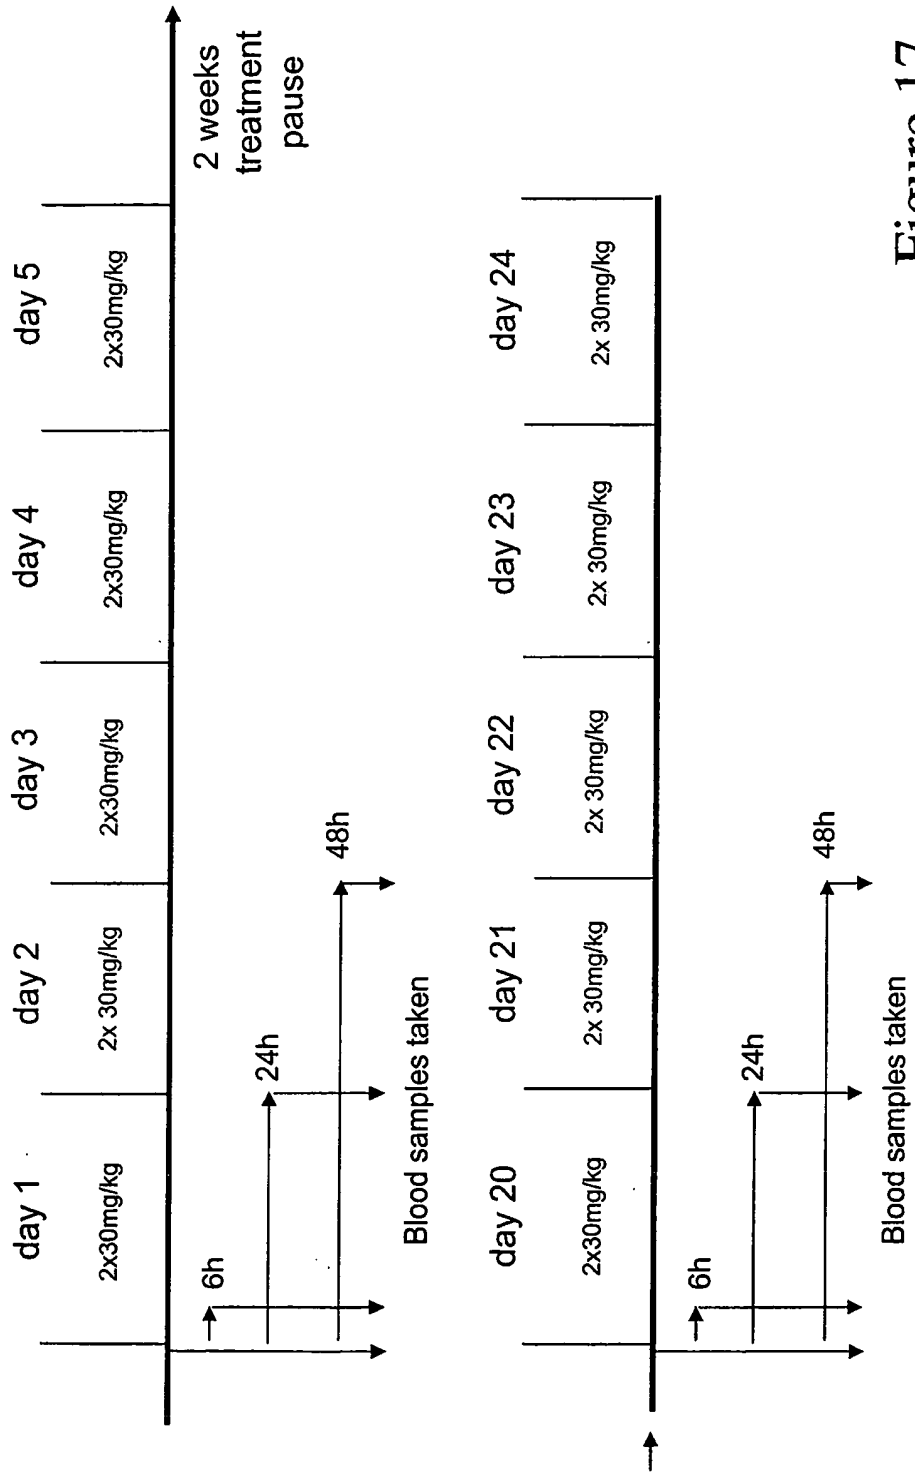 day 1
day 2
day 3
day 4
day 5
2x30mg/kg
2x 30mg/kg
2x30mg/kg
2x30mg/kg
2x30mg/kg
2 weeks
treatment
pause
6h
24h
48h
Blood samples taken
day 20
day 21
day 22
day 23
day 24
2x30mg/kg
2x 30mg/kg
2x 30mg/kg
2x 30mg/kg
2x 30mg/kg
6h
24h
48h
Blood samples taken
Figure 17